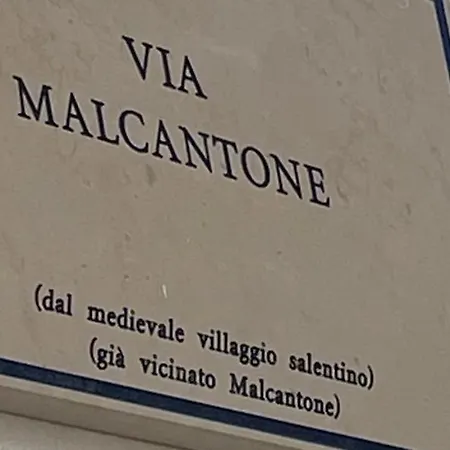 VIA
MALCANTONE
(dal medievale villaggio salentino)
(già vicinato Malcantone)